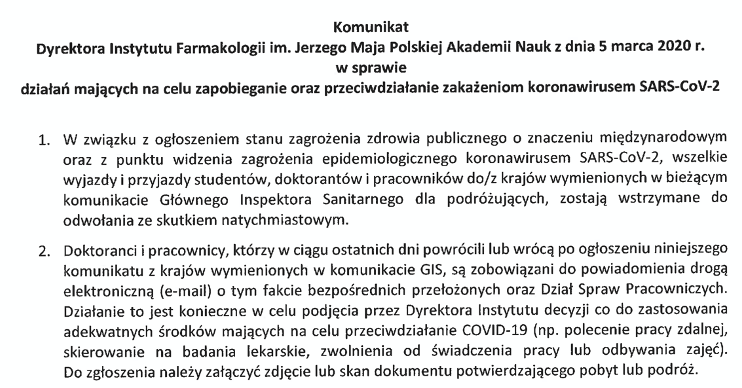 Komunikat
Dyrektora Instytutu Farmakologii im. Jerzego Maja Polskiej Akademii Nauk z dnia 5 marca 2020 r.
w sprawie
działań mających na celu zapobieganie oraz przeciwdziałanie zakażeniom koronawirusem SARS-CoV-2
1. W związku z ogłoszeniem stanu zagrożenia zdrowia publicznego o znaczeniu międzynarodowym
oraz z punktu widzenia zagrożenia epidemiologicznego koronawirusem SARS-CoV-2, wszelkie
wyjazdy i przyjazdy studentów, doktorantów i pracowników do/z krajów wymienionych w bieżącym
komunikacie Głównego Inspektora Sanitarnego dla podróżujących, zostają wstrzymane do
odwołania ze skutkiem natychmiastowym.
2. Doktoranci i pracownicy, którzy w ciągu ostatnich dni powrócili lub wrócą po ogłoszeniu niniejszego
komunikatu z krajów wymienionych w komunikacie GIS, są zobowiązani do powiadomienia drogą
elektroniczną (e-mail) o tym fakcie bezpośrednich przełożonych oraz Dział Spraw Pracowniczych.
Działanie to jest konieczne w celu podjęcia przez Dyrektora Instytutu decyzji co do zastosowania
adekwatnych środków mających na celu przeciwdziałanie COVID-19 (np. polecenie pracy zdalnej,
skierowanie na badania lekarskie, zwolnienia od świadczenia pracy lub odbywania zajęć).
Do zgłoszenia należy załączyć zdjęcie lub skan dokumentu potwierdzającego pobyt lub podróż.